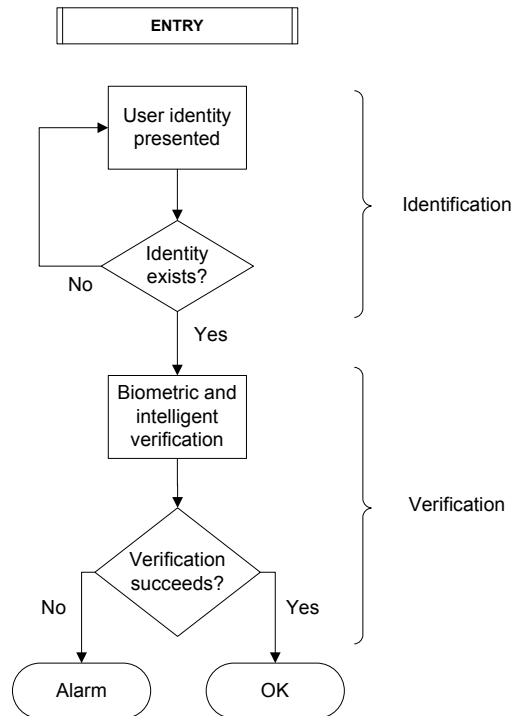 ENTRY
User identity
presented
Identification
Identity
exists?
No
Yes
Biometric and
intelligent
verification
Verification
Verification
succeeds?
No
Yes
Alarm
OK